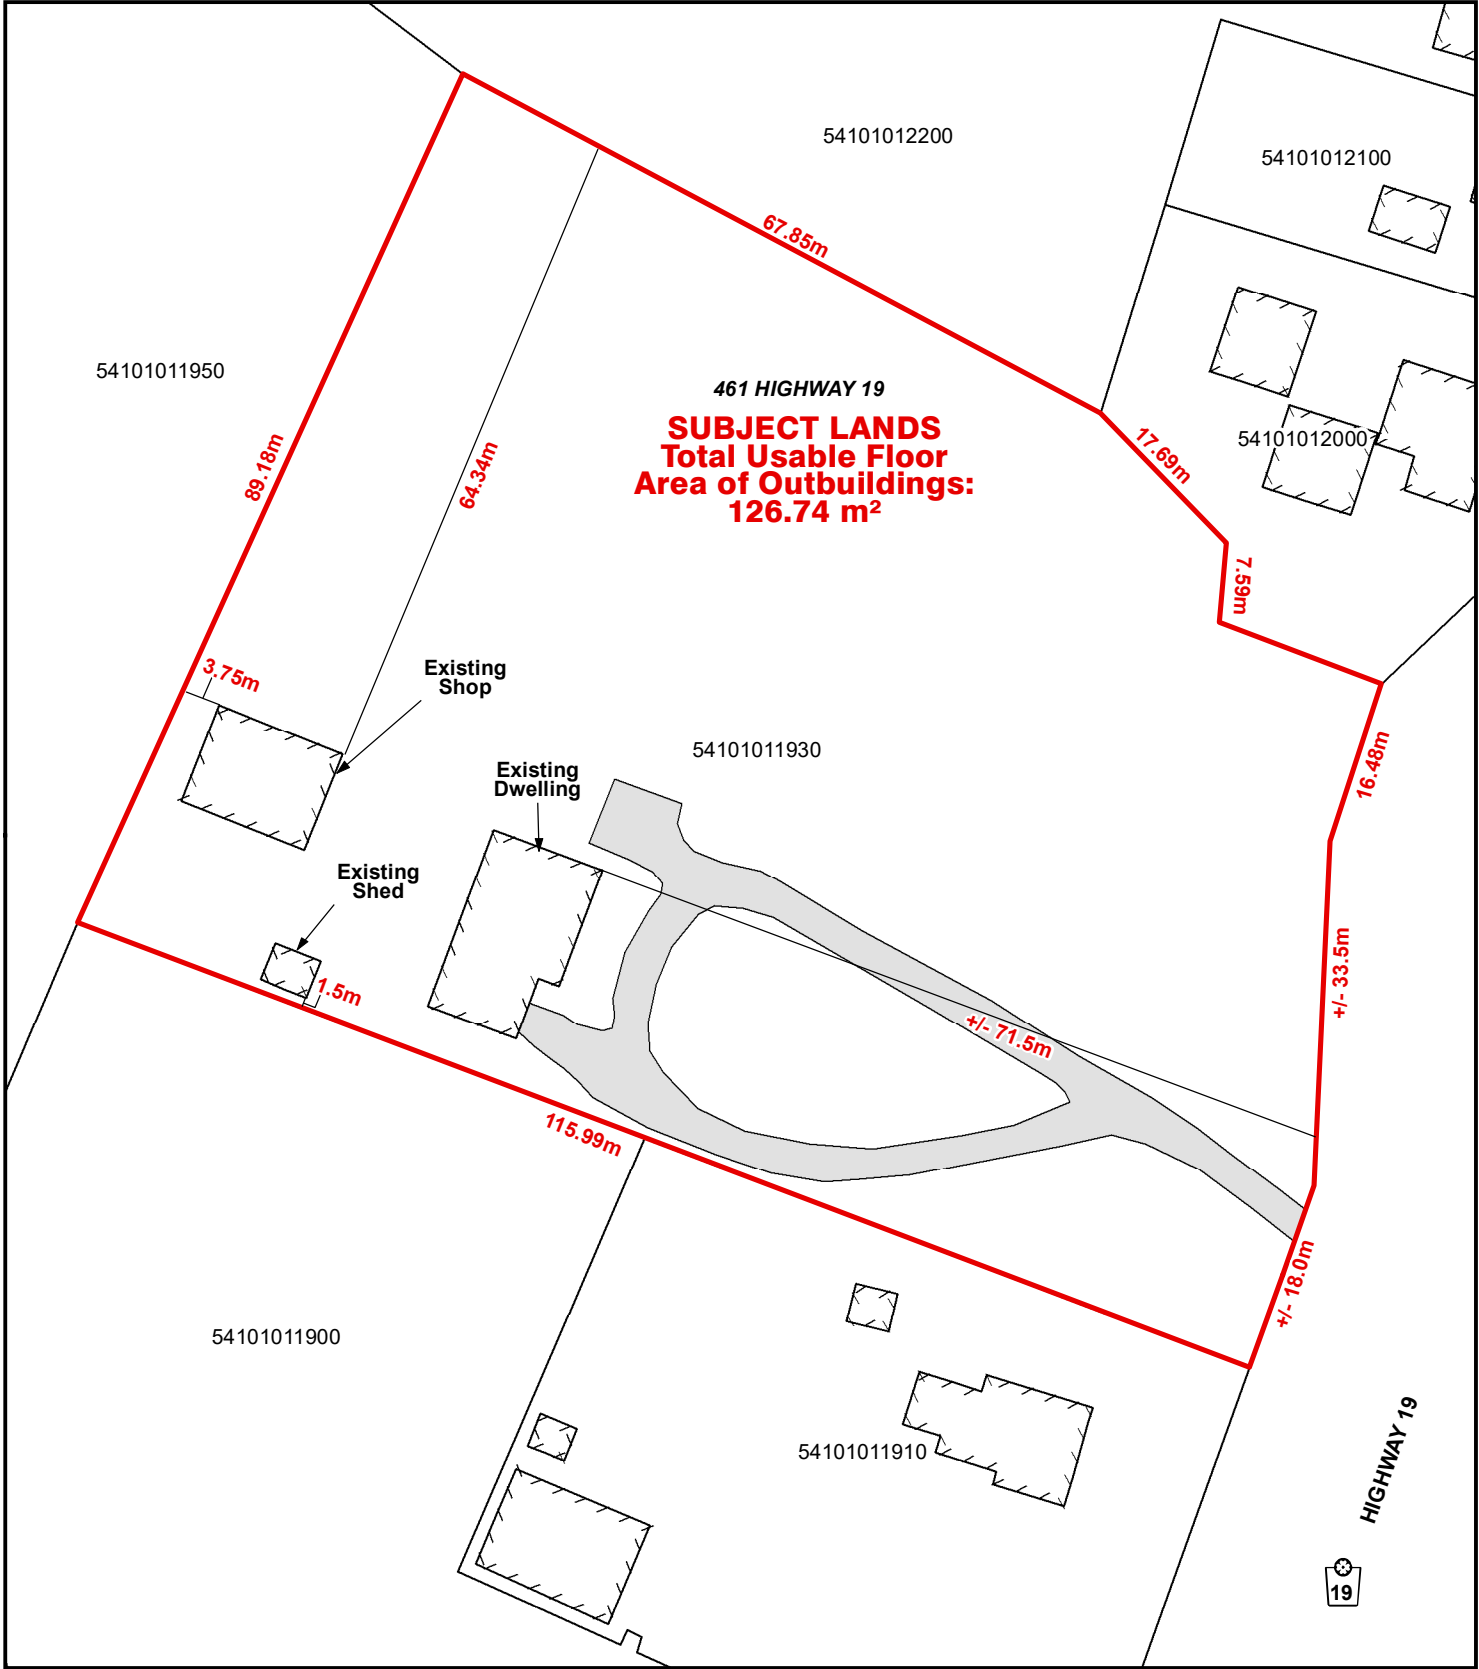 54101012200
54101012100
67.85m
54101011950
461 HIGHWAY 19
SUBJECT LANDS
Total Usable Floor
Area of Outbuildings:
126.74 m²
54101012000
17.69m
89.18m
64.34m
7.59m
3.75m
Existing
Shop
54101011930
16.48m
Existing
Dwelling
Existing
Shed
+/- 33.5m
1.5m
+/- 71.5m
115.99m
+/- 18.0m
54101011900
54101011910
HIGHWAY 19
19